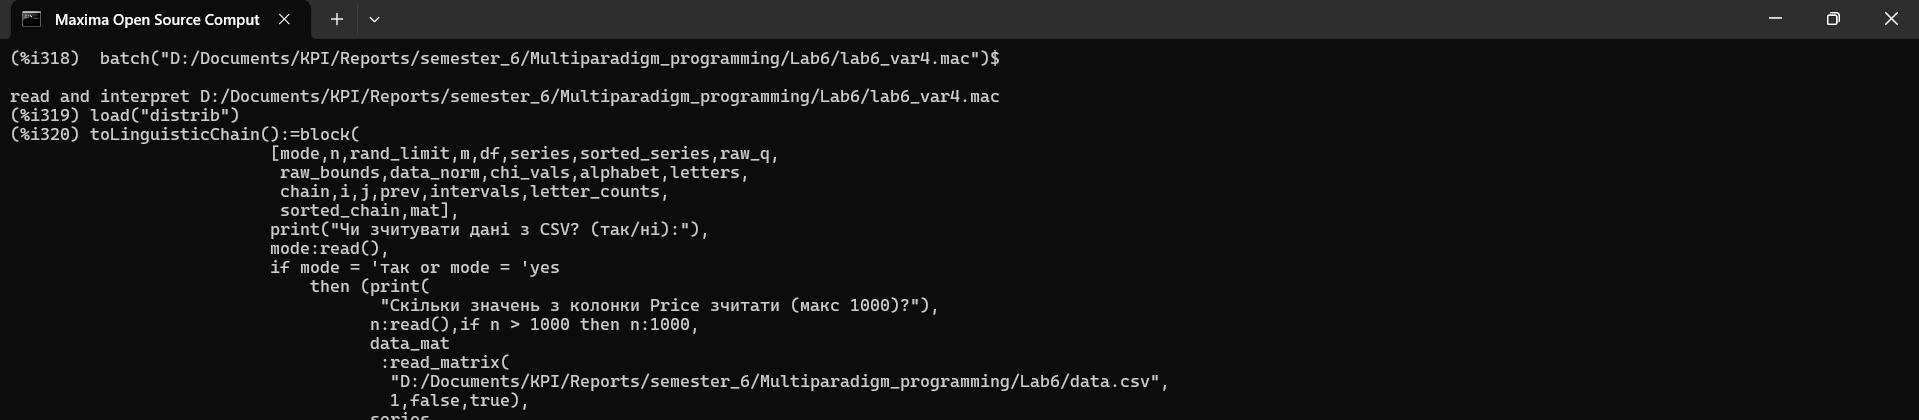 Maxima Open Source Comput
(%i318)  batch("D:/Documents/KPI/Reports/semester_6/Multiparadigm_programming/Lab6/lab6_var4.mac")$
read and interpret D:/Documents/KPI/Reports/semester_6/Multiparadigm_programming/Lab6/lab6_var4.mac
(%i319) load("distrib")
(%i320) toLinguisticChain():=block(
[mode,n,rand_limit,m,df,series,sorted_series,raw_q,
raw_bounds,data_norm,chi_vals,alphabet,letters,
chain,i,j,prev,intervals,letter_counts,
sorted_chain,mat],
print("Чи зчитувати дані з CSV? (так/ні):"),
mode:read(),
if mode = 'так or mode = 'yes
then (print(
"Скільки значень з колонки Price зчитати (макс 1000)?"),
n:read(),if n > 1000 then n:1000,
data_mat
:read_matrix(
"D:/Documents/KPI/Reports/semester_6/Multiparadigm_programming/Lab6/data.csv",
1,false,true),
series